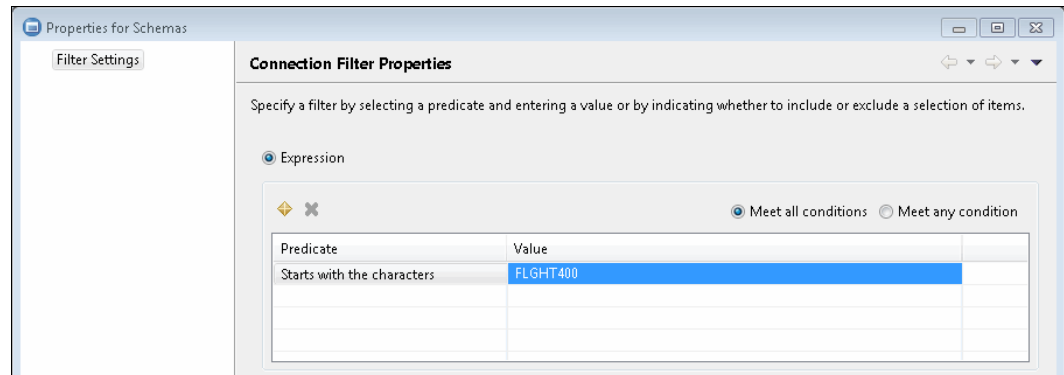 Properties for Schemas
Filter Settings
Connection Filter Properties
Specify a filter by selecting a predicate and entering a value or by indicating whether to include or exclude a selection of items.
Expression
Meet all conditions Meet any condition
Predicate Value
Starts with the characters FLGHT400